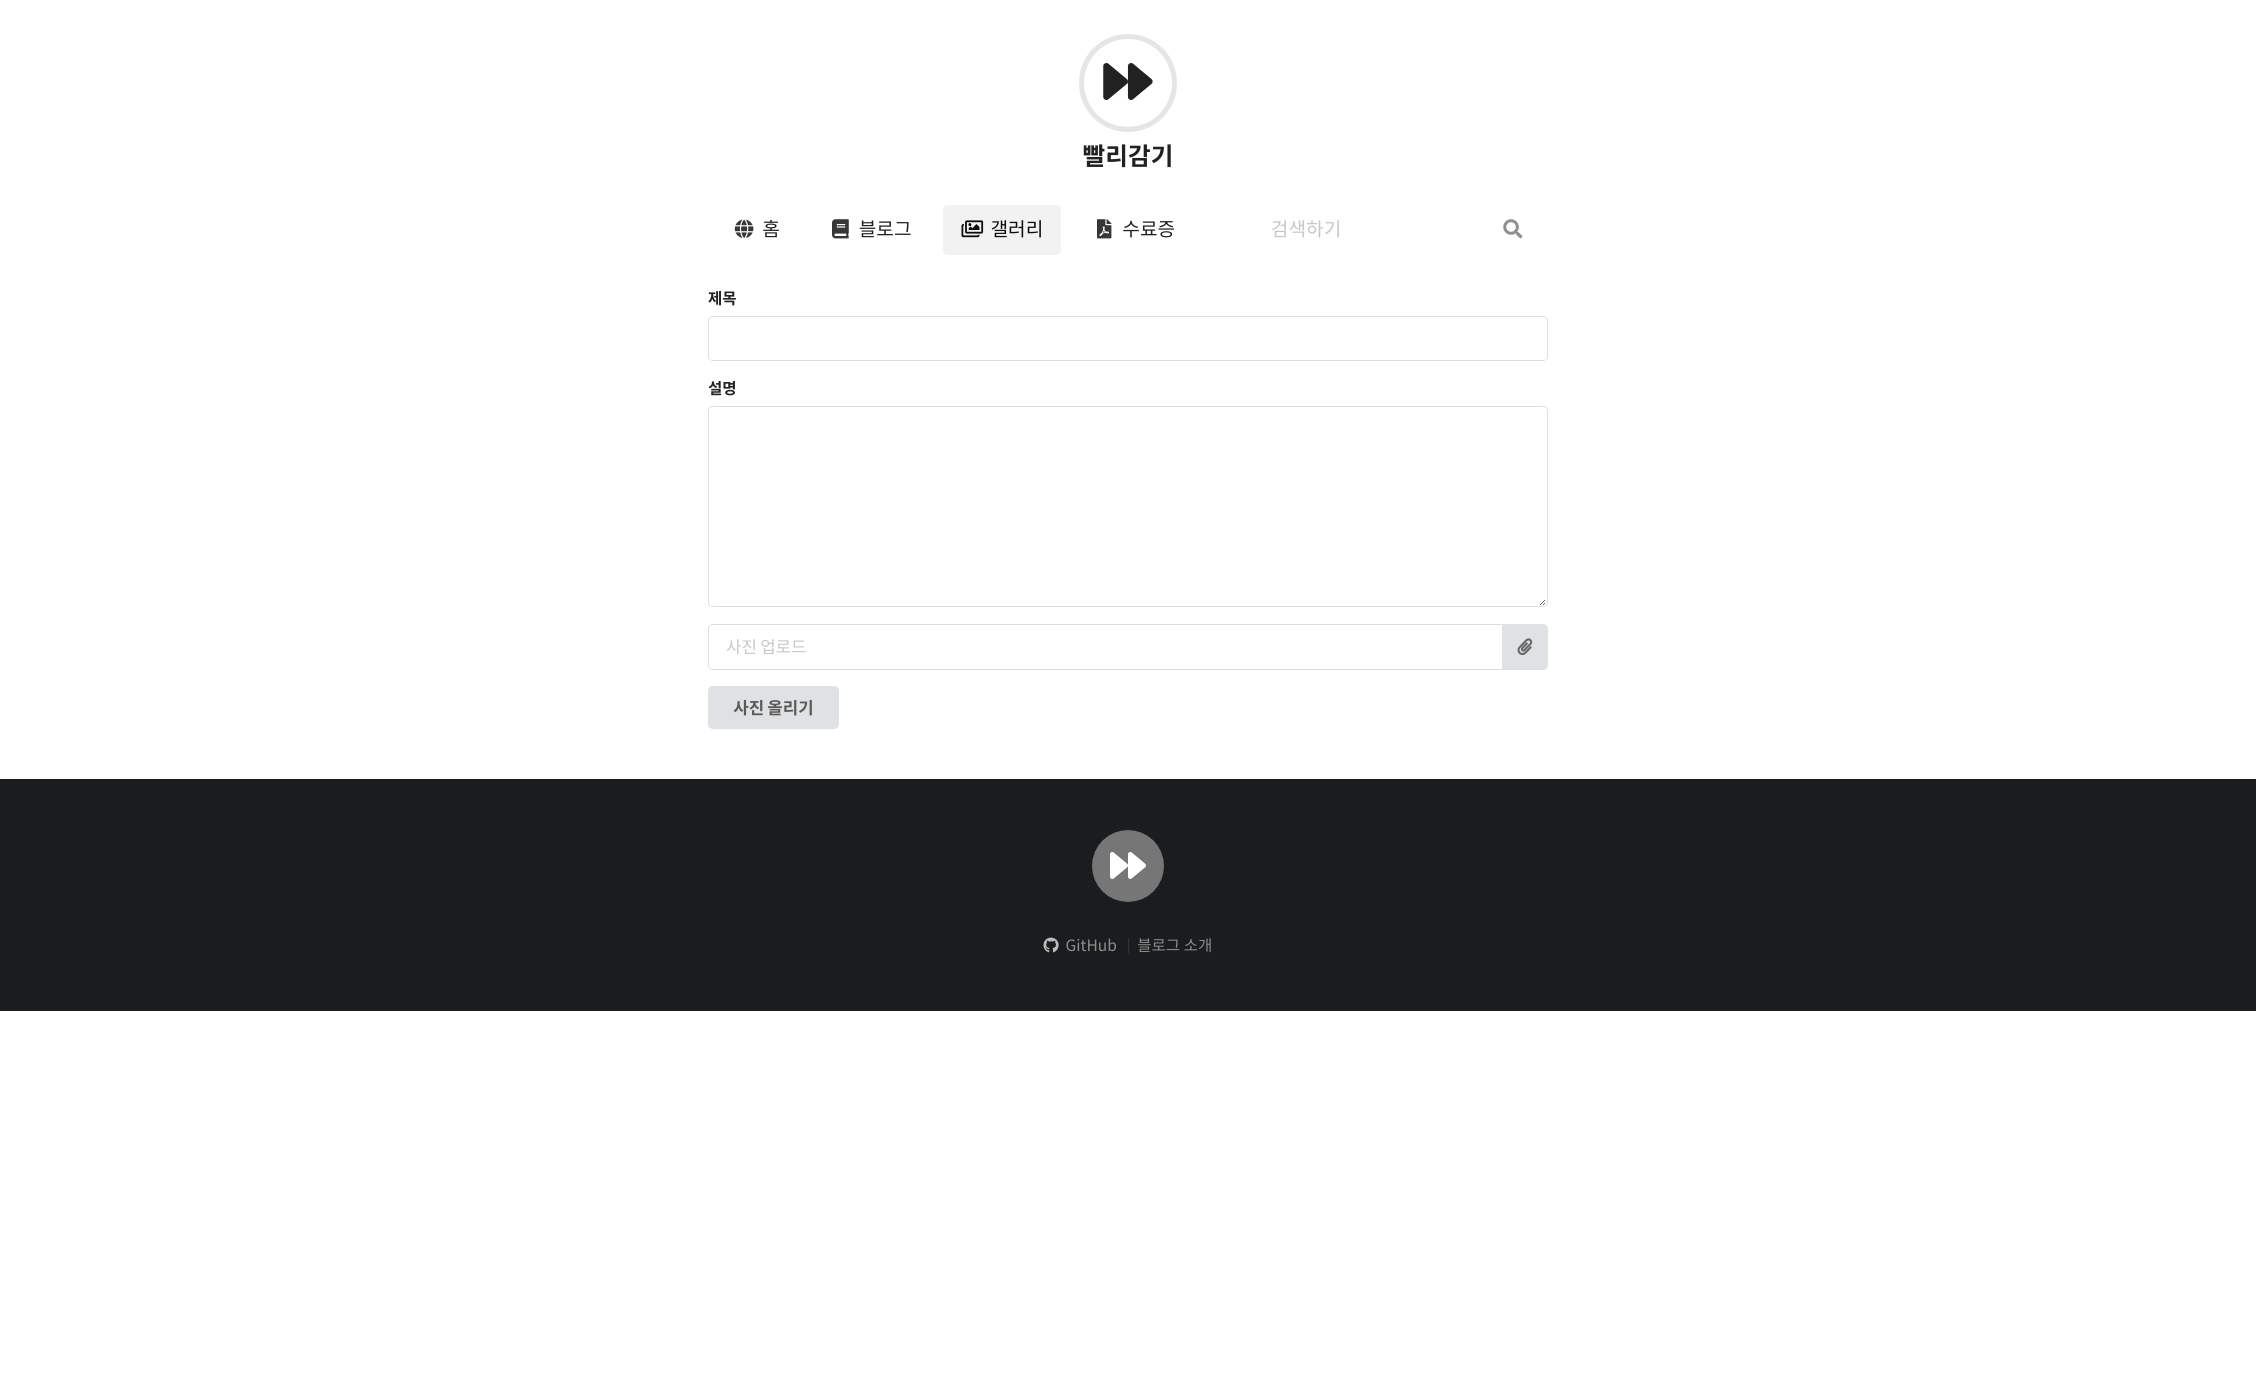 빨리감기
홈 블로그 갤러리 수료증 검색하기
제목
설명
사진 업로드
사진 올리기
GitHub 블로그 소개